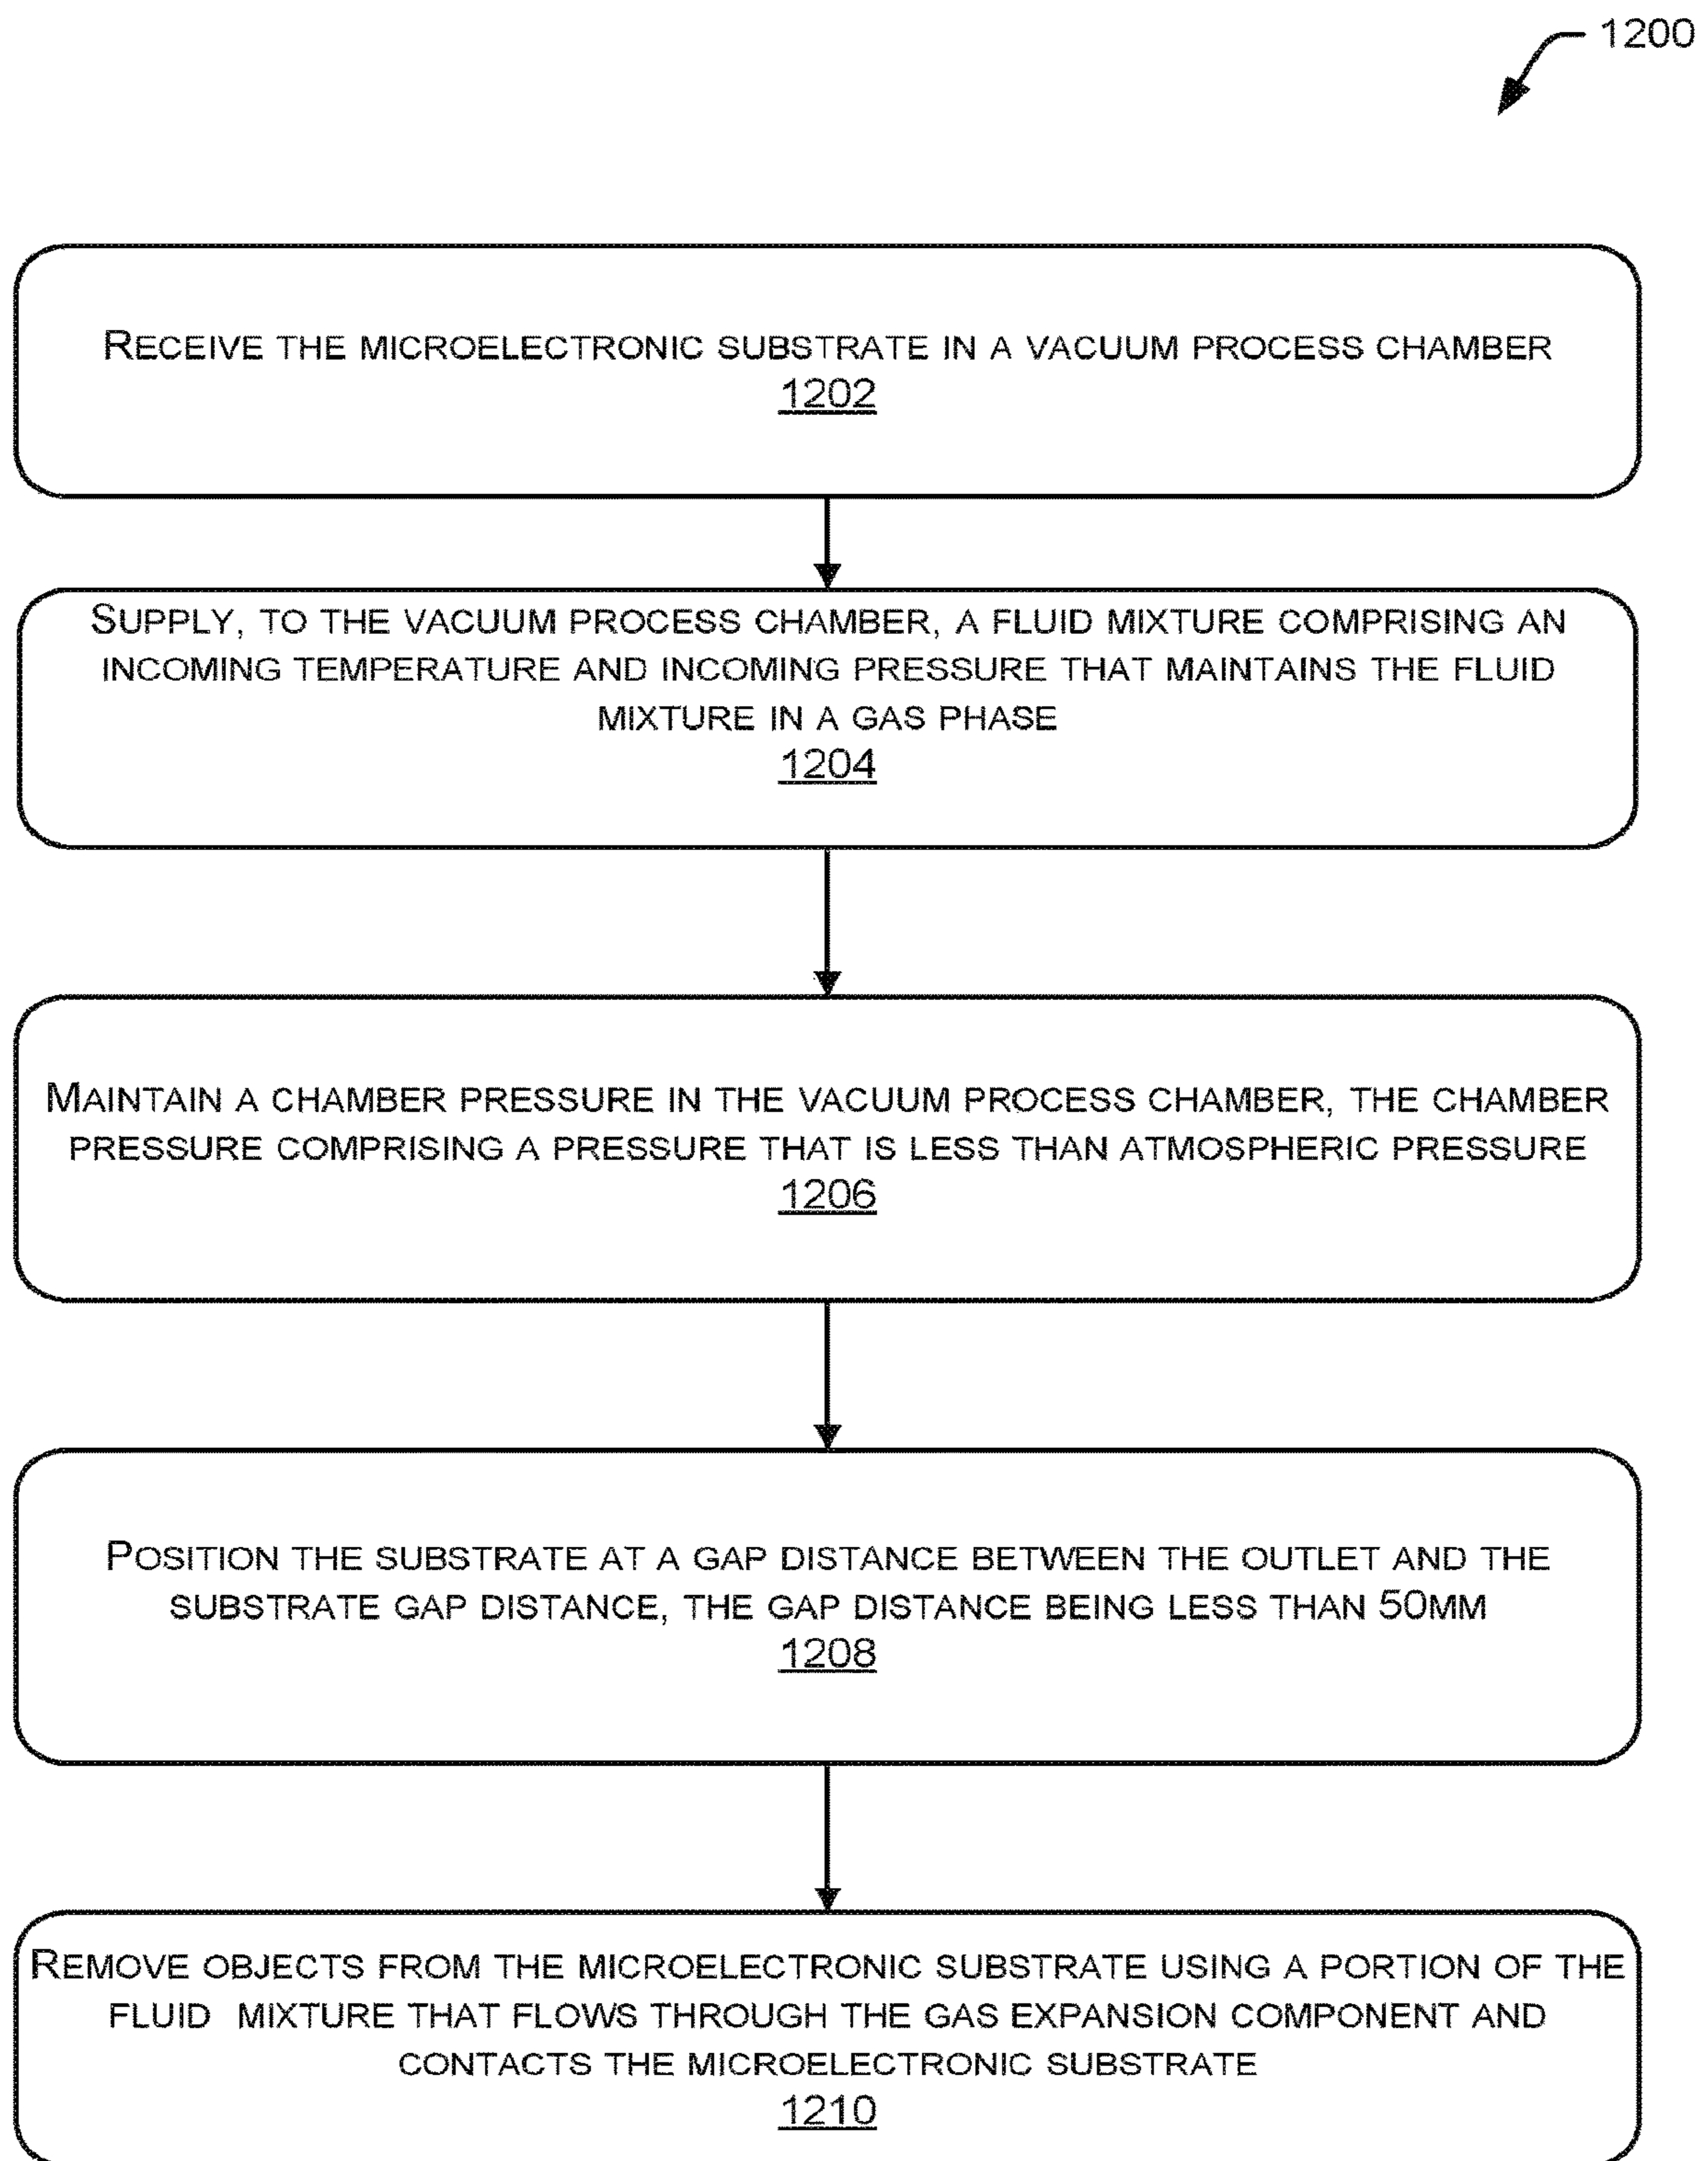 1200
RECEIVE THE MICROELECTRONIC SUBSTRATE IN A VACUUM PROCESS CHAMBER
1202
SUPPLY, TO THE VACUUM PROCESS CHAMBER, A FLUID MIXTURE COMPRISING AN
INCOMING TEMPERATURE AND INCOMING PRESSURE THAT MAINTAINS THE FLUID
MIXTURE IN A GAS PHASE
1204
MAINTAIN A CHAMBER PRESSURE IN THE VACUUM PROCESS CHAMBER, THE CHAMBER
PRESSURE COMPRISING A PRESSURE THAT IS LESS THAN ATMOSPHERIC PRESSURE
1206
POSITION THE SUBSTRATE AT A GAP DISTANCE BETWEEN THE OUTLET AND THE
SUBSTRATE GAP DISTANCE, THE GAP DISTANCE BEING LESS THAN 50MM
1208
REMOVE OBJECTS FROM THE MICROELECTRONIC SUBSTRATE USING A PORTION OF THE
FLUID MIXTURE THAT FLOWS THROUGH THE GAS EXPANSION COMPONENT AND
CONTACTS THE MICROELECTRONIC SUBSTRATE
1210